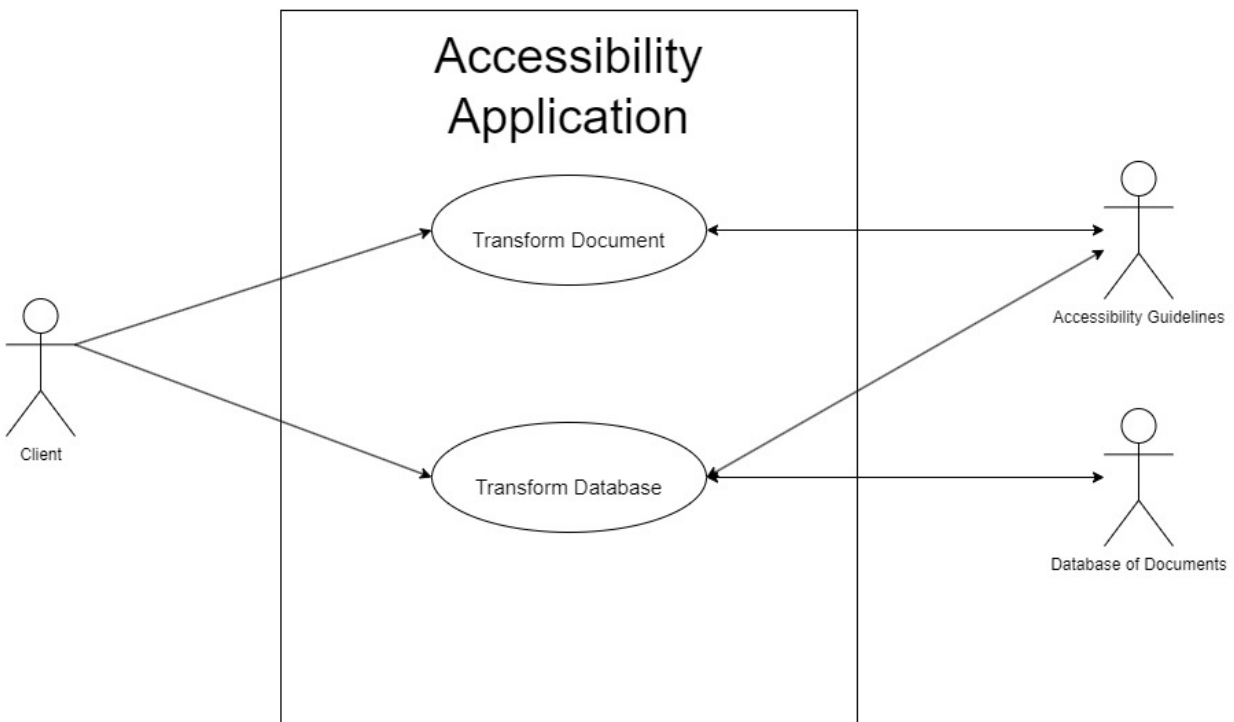 Accessibility
Application
Transform Document
Accessibility Guidelines
Client
Transform Database
Database of Documents